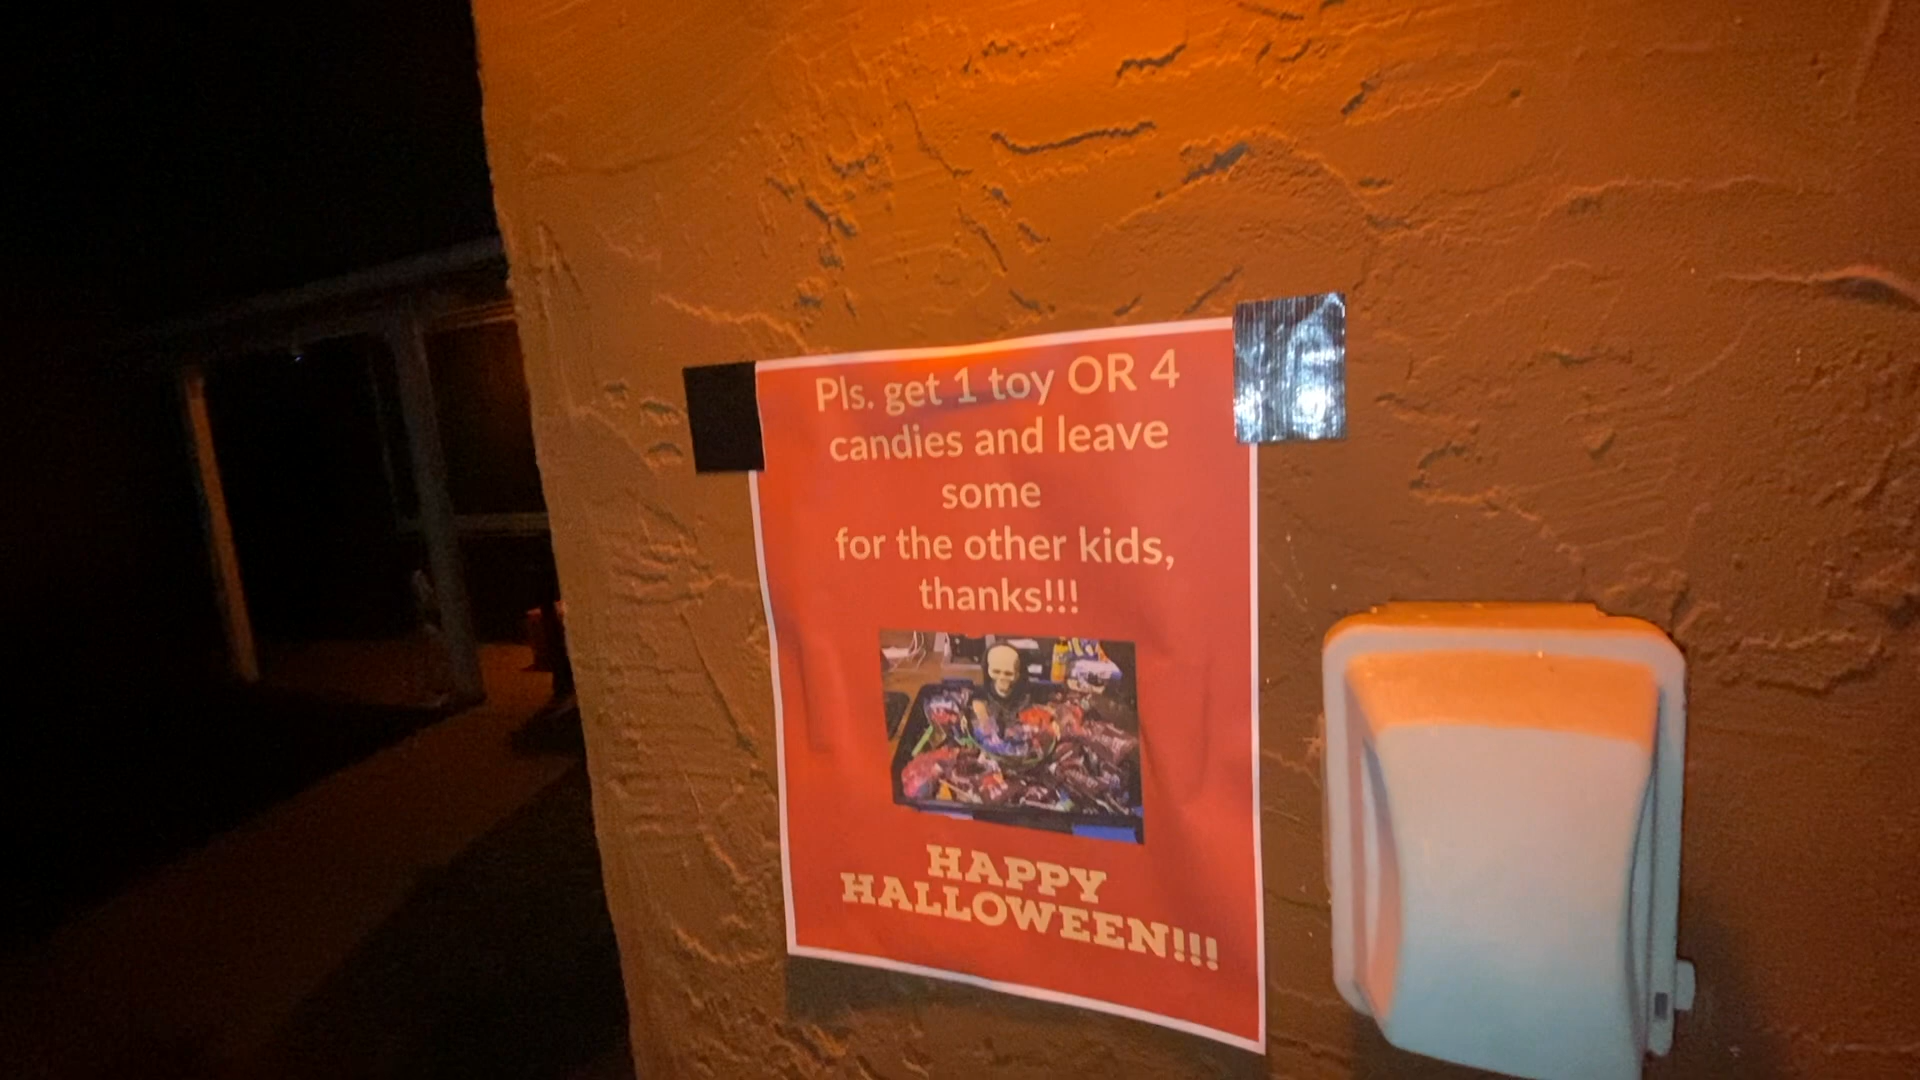 Pls. get 1 toy OR 4
candies and leave
some
for the other kids,
thanks!!!
HAPPY
HALLOWEEN!!!